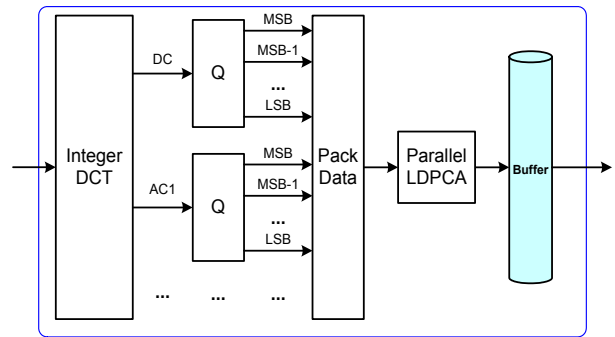 MSB
DC
Q
MSB-1
...
LSB
Integer
DCT
MSB
Pack
Data
Parallel
LDPCA
Buffer
AC1
Q
MSB-1
...
LSB
... ... ...